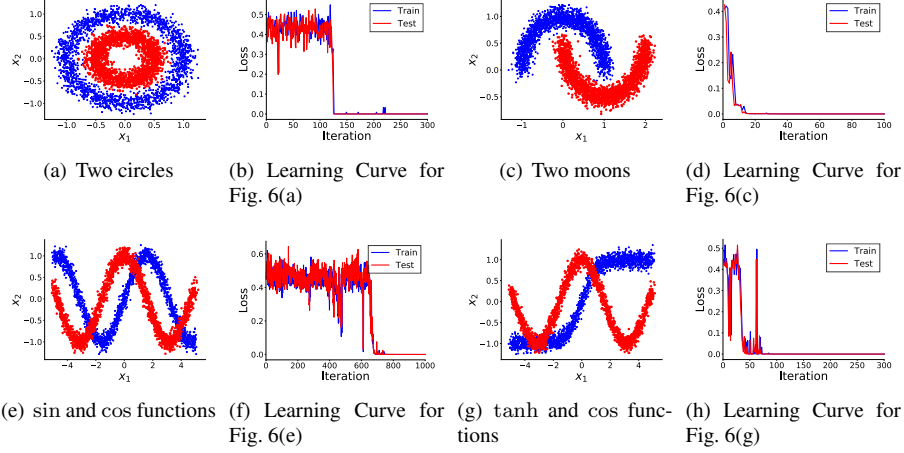 1.0
0.5
0.0
-0.5
-1.0
x2
-1.0 -0.5 0.0 0.5 1.0
x1
Train
Test
0.4
0.2
0.0
Loss
0 50 100 150 200 250 300
Iteration
1.0
0.5
0.0
-0.5
x2
-1 0 1 2
x1
Train
Test
0.4
0.3
0.2
0.1
0.0
Loss
0 20 40 60 80 100
Iteration
(a) Two circles
(b) Learning Curve for
Fig. 6(a)
(c) Two moons
(d) Learning Curve for
Fig. 6(c)
1.0
0.5
0.0
-0.5
-1.0
x2
-4 -2 0 2 4
x1
Train
Test
0.6
0.4
0.2
0.0
Loss
0 200 400 600 800 1000
Iteration
1.0
0.5
0.0
-0.5
-1.0
x2
-4 -2 0 2 4
x1
Train
Test
0.5
0.4
0.3
0.2
0.1
0.0
Loss
0 50 100 150 200 250 300
Iteration
(e) sin and cos functions
(f) Learning Curve for
Fig. 6(e)
(g) tanh and cos func-
tions
(h) Learning Curve for
Fig. 6(g)